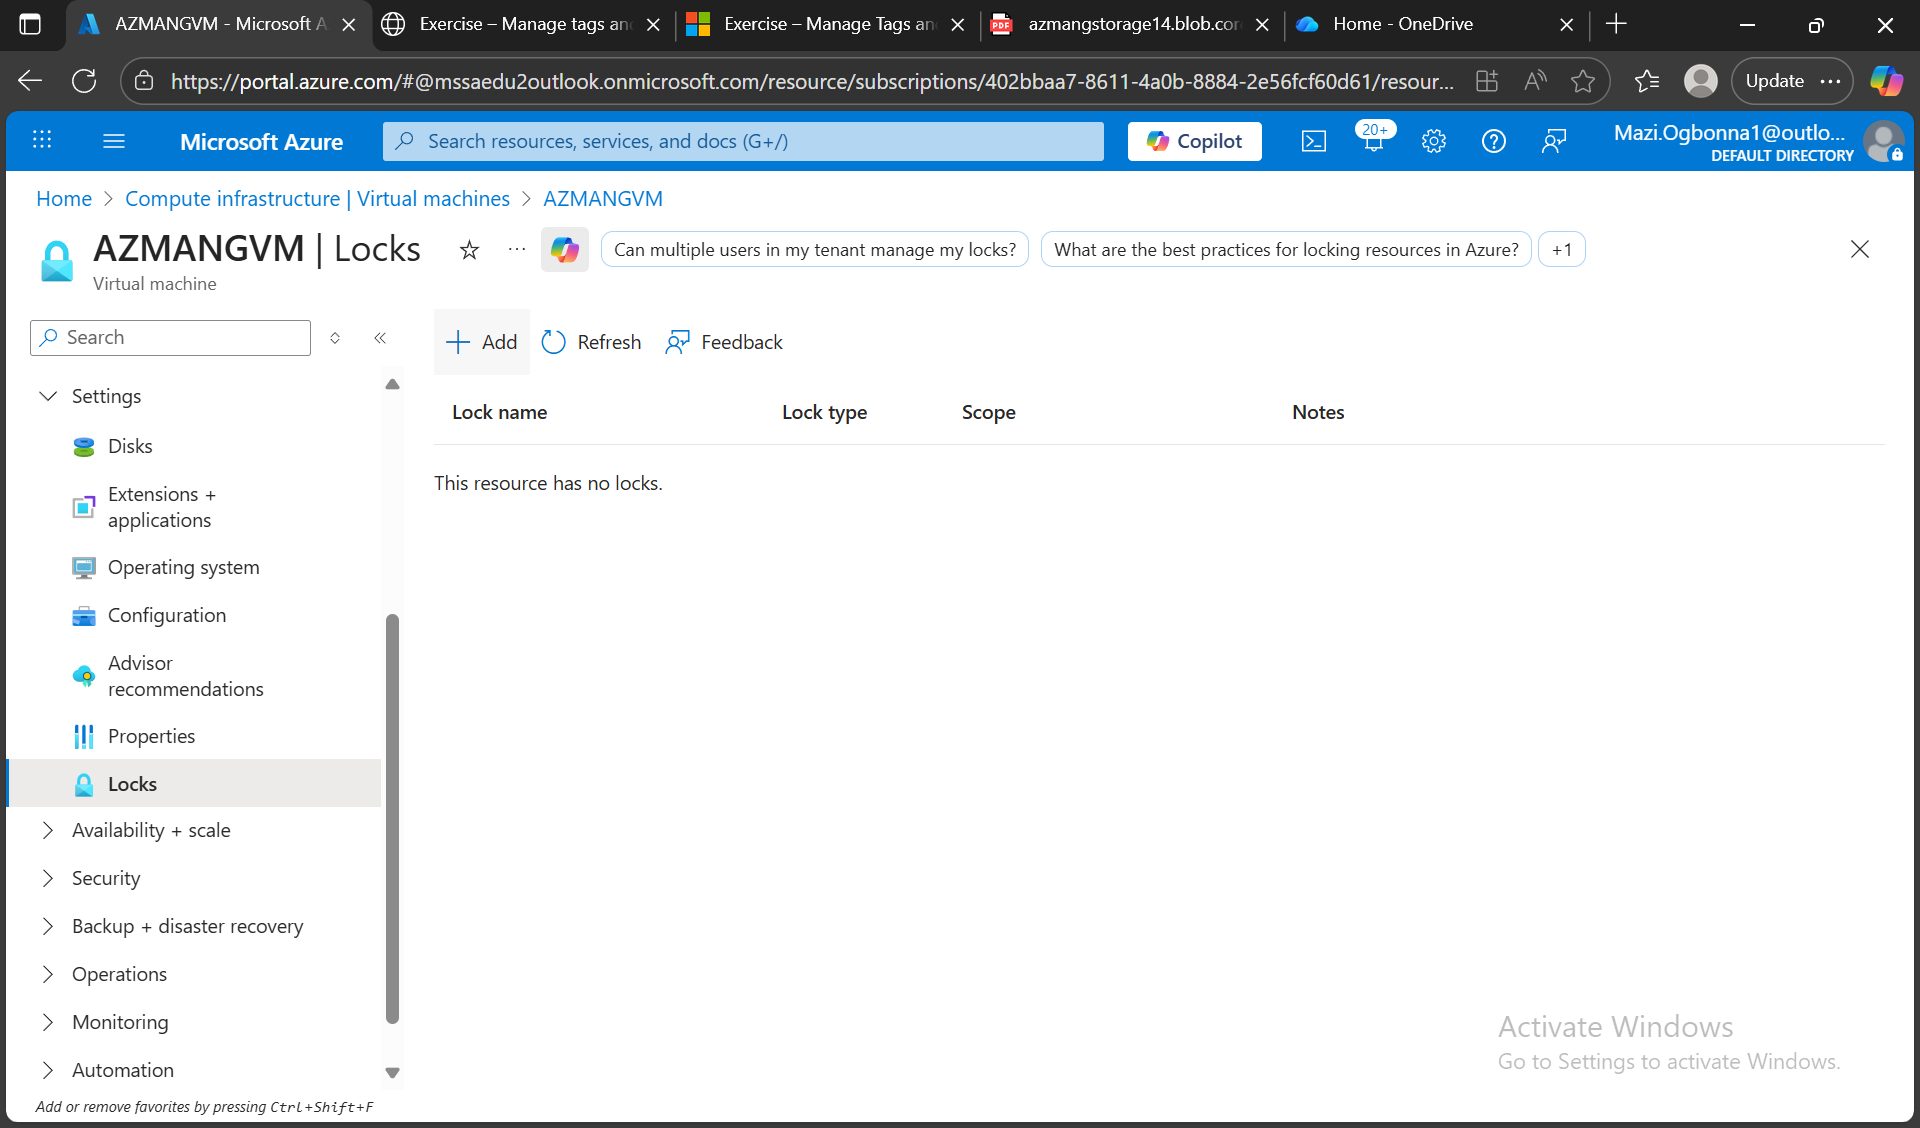 AZMANGVM - Microsoft A
Exercise – Manage tags an
Exercise – Manage Tags an
PDF
azmangstorage14.blob.cor
Home - OneDrive
https://portal.azure.com/#@mssaedu2outlook.onmicrosoft.com/resource/subscriptions/402bbaa7-8611-4a0b-8884-2e56fcf60d61/resour...
Update
Microsoft Azure
Search resources, services, and docs (G+/)
Copilot
20+
Mazi.Ogbonna1@outlo...
DEFAULT DIRECTORY
Home > Compute infrastructure | Virtual machines > AZMANGVM
AZMANGVM | Locks
Virtual machine
Can multiple users in my tenant manage my locks?
What are the best practices for locking resources in Azure?
+1
Search
Add
Refresh
Feedback
Lock name
Lock type
Scope
Notes
This resource has no locks.
Settings
Disks
Extensions +
applications
Operating system
Configuration
Advisor
recommendations
Properties
Locks
Availability + scale
Security
Backup + disaster recovery
Operations
Monitoring
Automation
Add or remove favorites by pressing Ctrl+Shift+F
Activate Windows
Go to Settings to activate Windows.